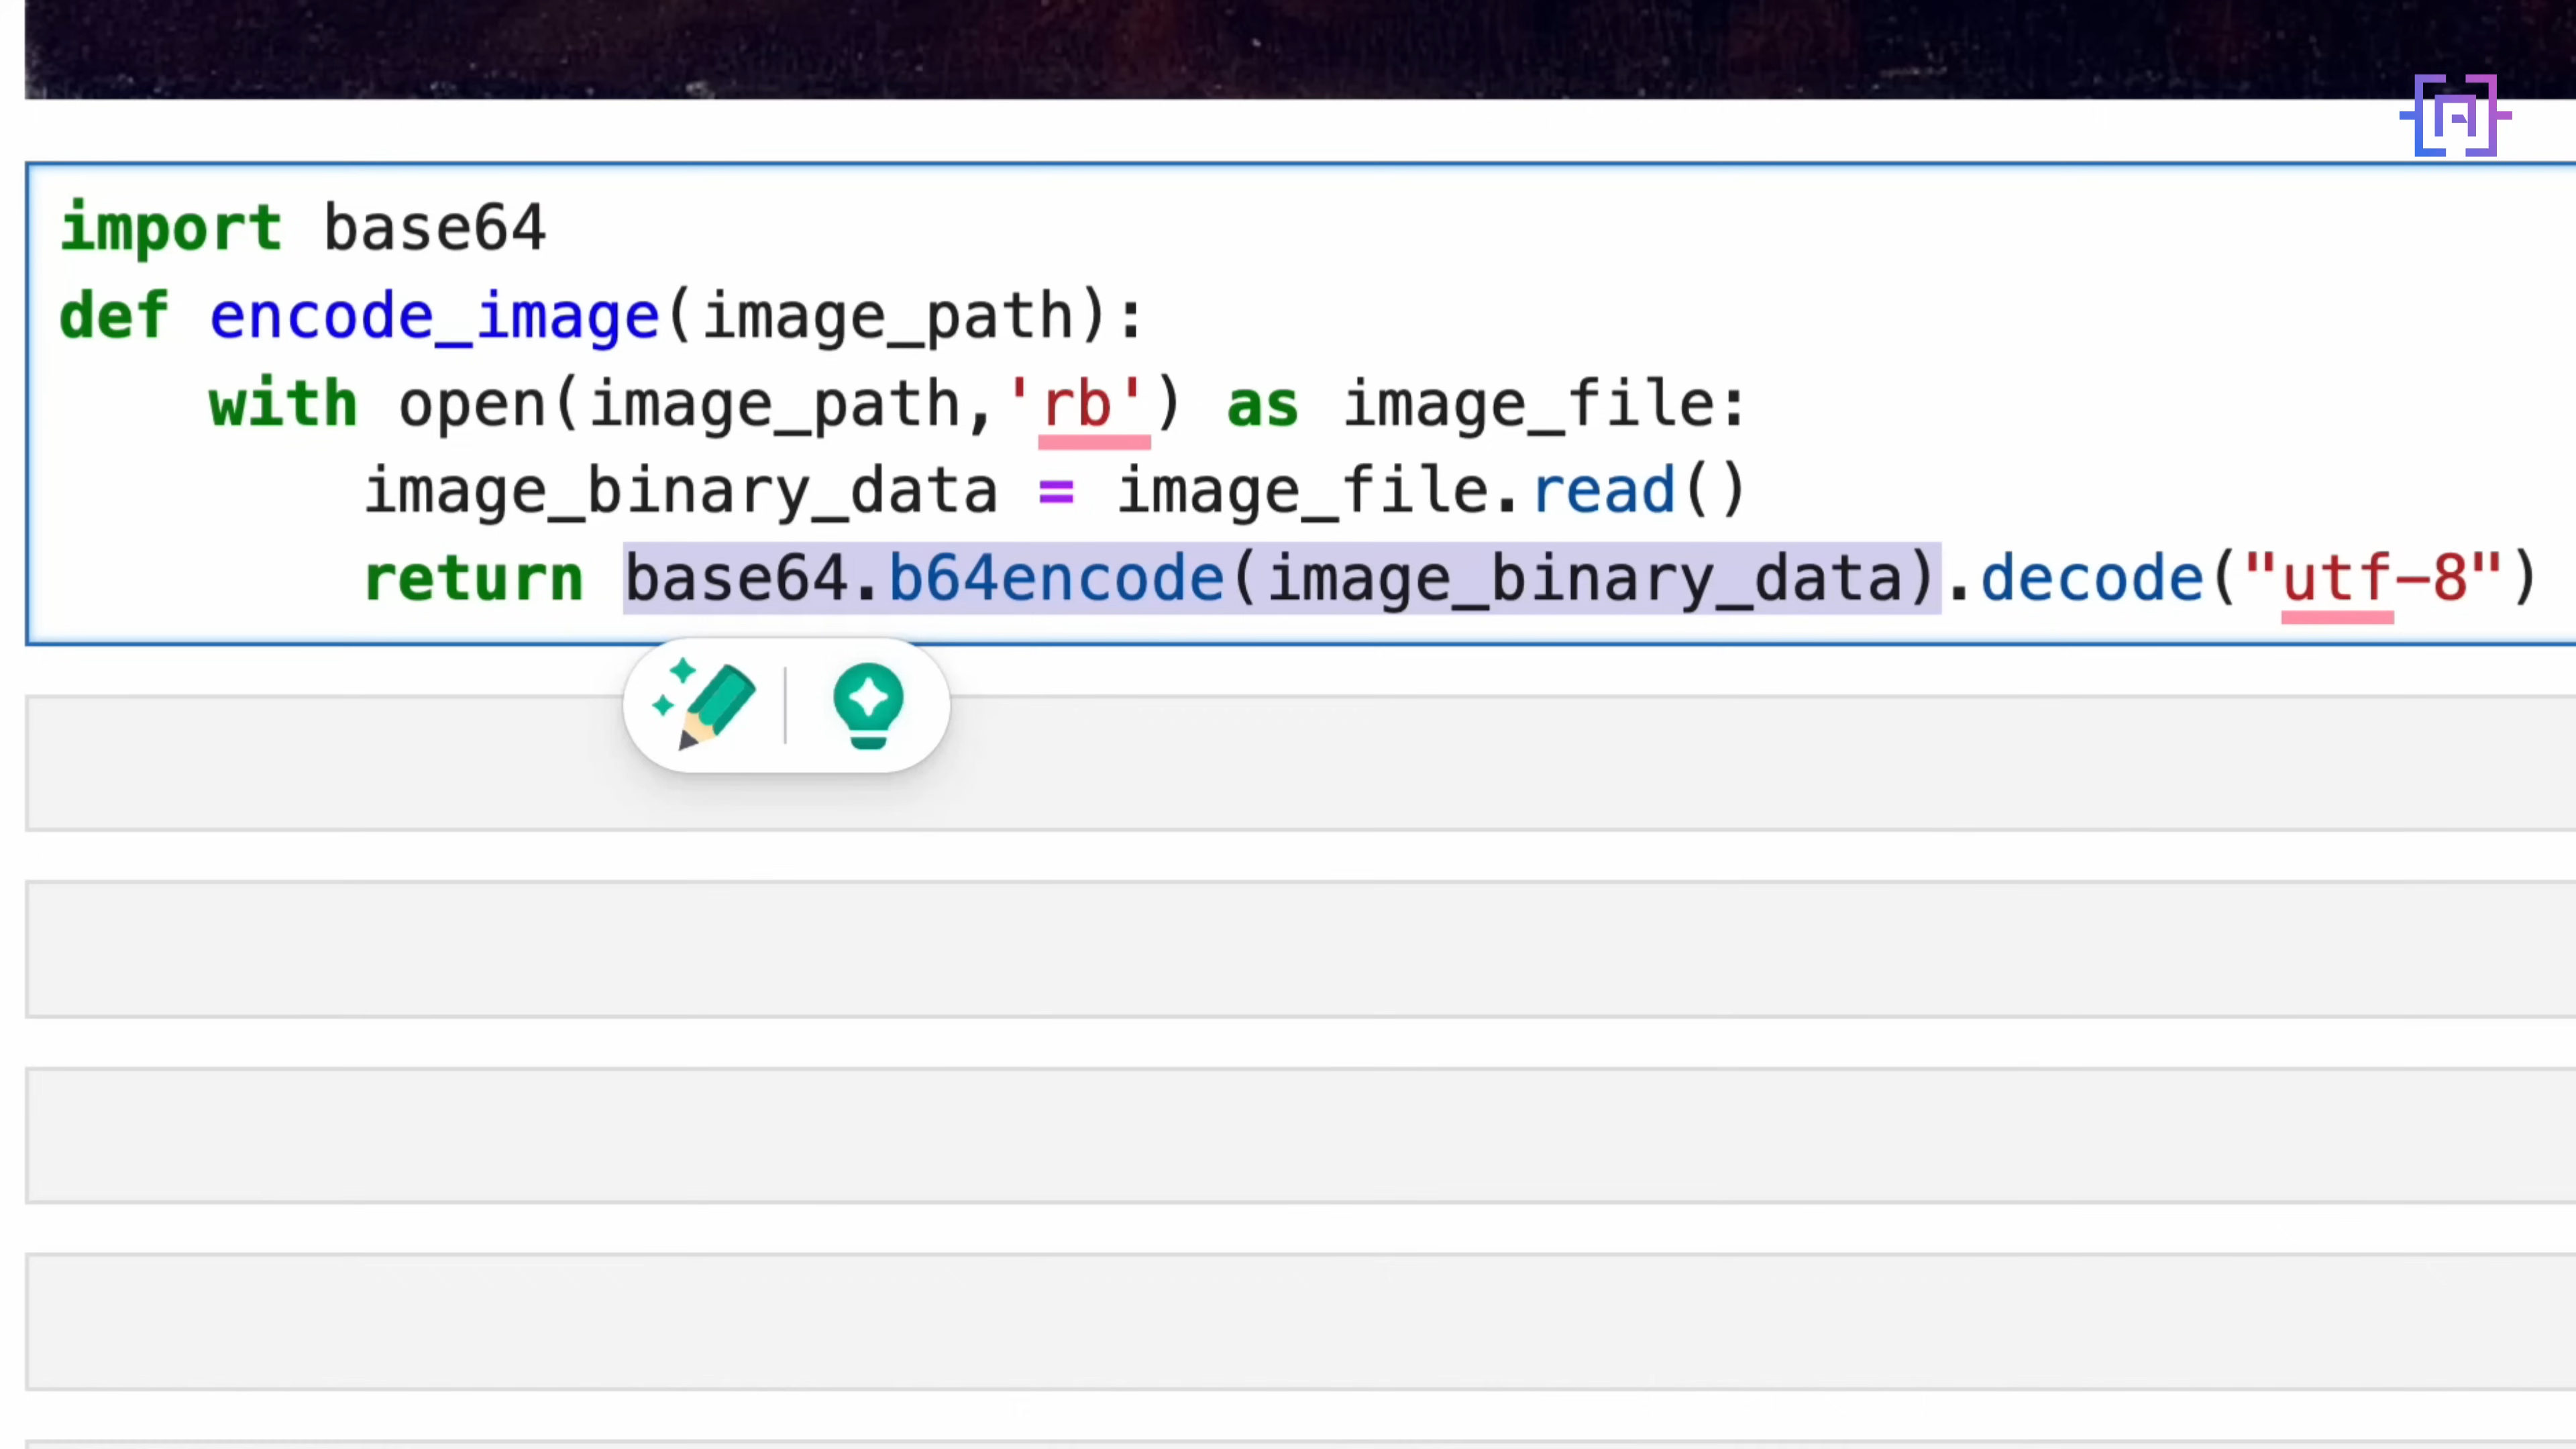 import base64
def encode_image(image_path):
    with open(image_path,'rb') as image_file:
        image_binary_data = image_file.read()
        return base64.b64encode(image_binary_data).decode("utf-8")